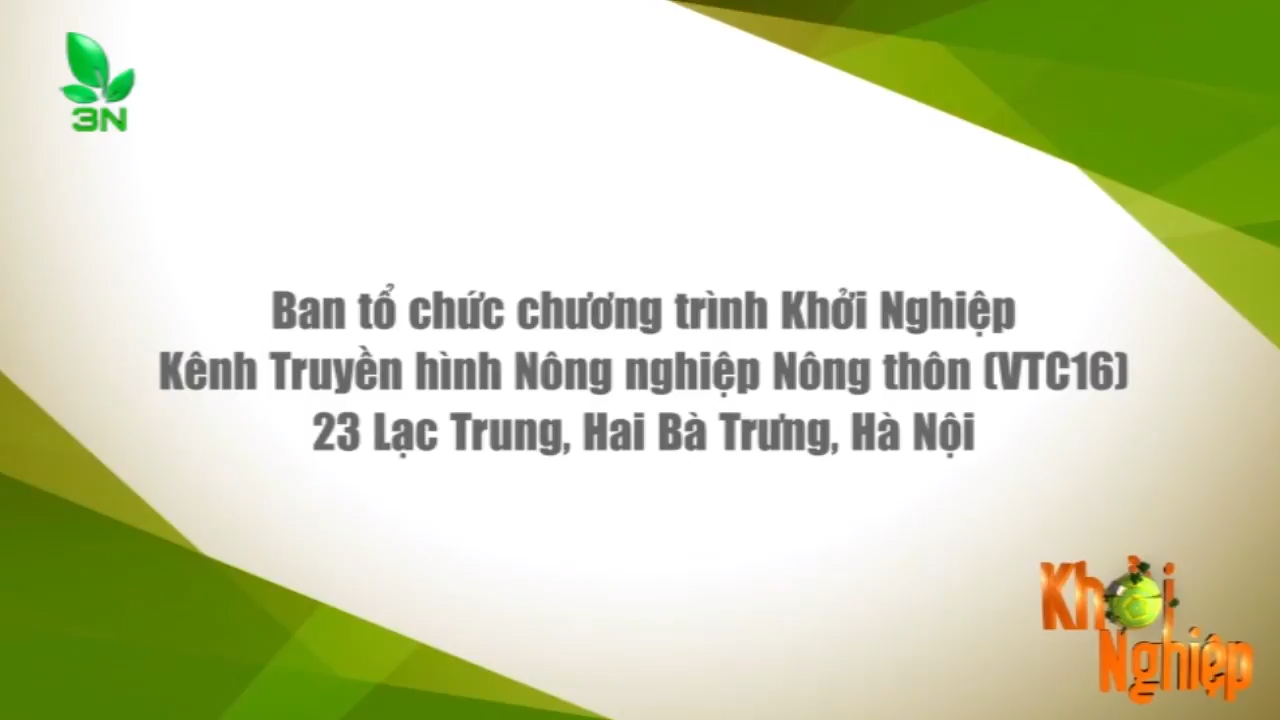 3N
Ban tổ chức chương trình Khởi Nghiệp
Kênh Truyền hình Nông nghiệp Nông thôn (VTC16)
23 Lạc Trung, Hai Bà Trưng, Hà Nội
Khởi
Nghiệp